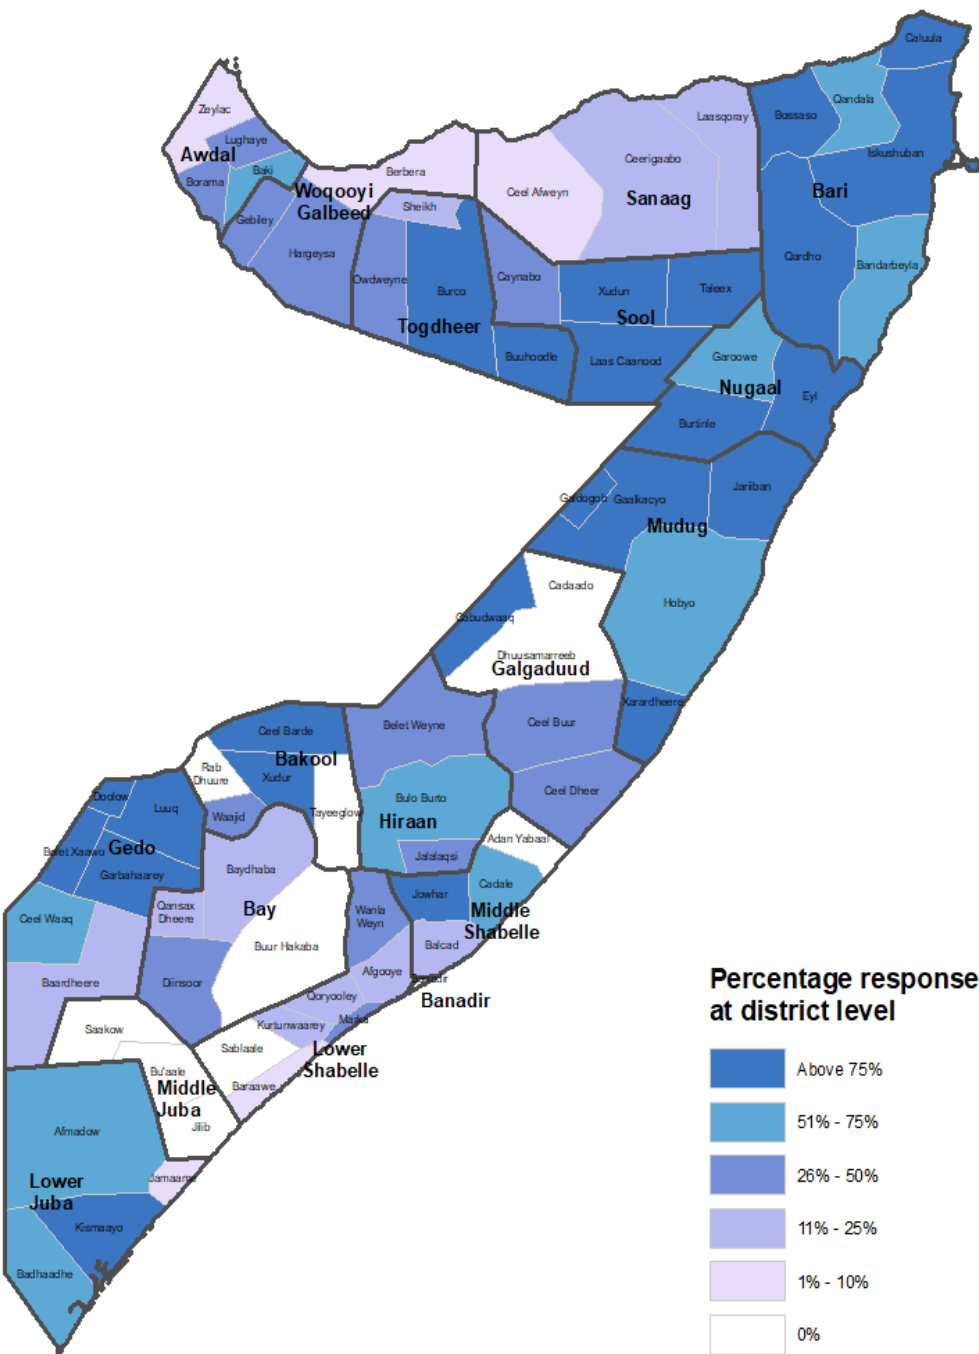 Caluula
Zeylac
Qandala
Bossaso
Laasqoray
Lughaye
Iskushuban
Awdal
Ceerigaabo
Baki
Berbera
Borama
Woqooyi
Galbeed
Ceel Afweyn
Sanaag
Bari
Sheikh
Gebiley
Hargeysa
Qardho
Bandarbeyla
Owdweyne
Caynabo
Burco
Xudun
Taleex
Togdheer
Sool
Buuhoodle
Laas Caanood
Garoowe
Nugaal
Eyl
Burtinle
Jariiban
Galdogob
Gaalkacyo
Mudug
Cadaado
Hobyo
Cabudwaaq
Dhuusamarreeb
Galgaduud
Xarardheere
Belet Weyne
Ceel Buur
Ceel Barde
Bakool
Rab
Dhuure
Xudur
Ceel Dheer
Doolow
Luuq
Bulo Burto
Tayeeglow
Waajid
Hiraan
Adan Yabaal
Belet Xaawo
Gedo
Jalalaqsi
Garbahaarey
Baydhaba
Cadale
Jowhar
Qansax
Dheere
Bay
Wanla
Weyn
Middle
Shabelle
Ceel Waaq
Buur Hakaba
Balcad
Afgooye
Baardheere
Diinsoor
Banadir
Banadir
Qoryooley
Marka
Kurtunwaarey
Saakow
Sablaale
Lower
Shabelle
Bu'aale
Baraawe
Middle
Juba
Jilib
Afmadow
Jamaame
Lower
Juba
Kismaayo
Badhaadhe
Percentage response
at district level
Above 75%
51% - 75%
26% - 50%
11% - 25%
1% - 10%
0%